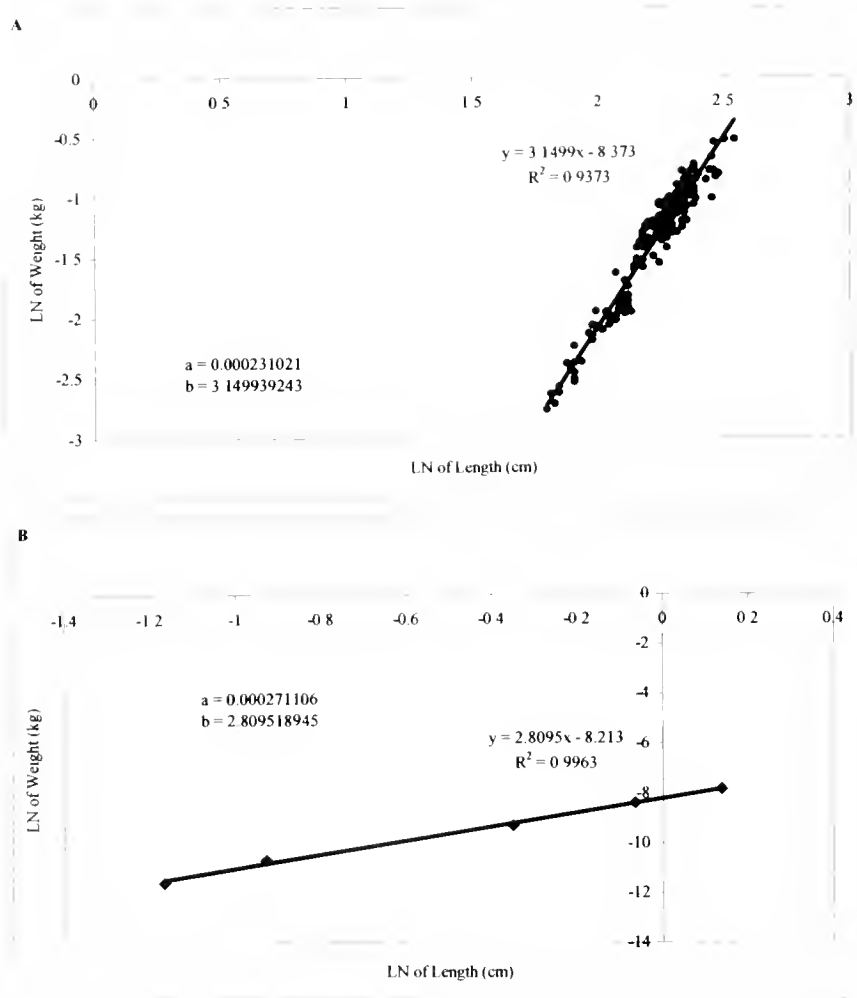 A
0
0 0 5 1 1 5 2 2 5 3
-0.5
-1
-1 5
-2
-2.5
-3
LN of Weight (kg)
y = 3 1499x - 8 373
R² = 0 9373
a = 0.000231021
b = 3 149939243
LN of Length (cm)
B
0
-1.4 -1 2 -1 -0 8 -0.6 -0 4 -0 2 0 0 2 0.4
-2
-4
-6
-8
-10
-12
-14
LN of Weight (kg)
a = 0.000271106
b = 2.809518945
y = 2.8095x - 8.213
R² = 0 9963
LN of Length (cm)